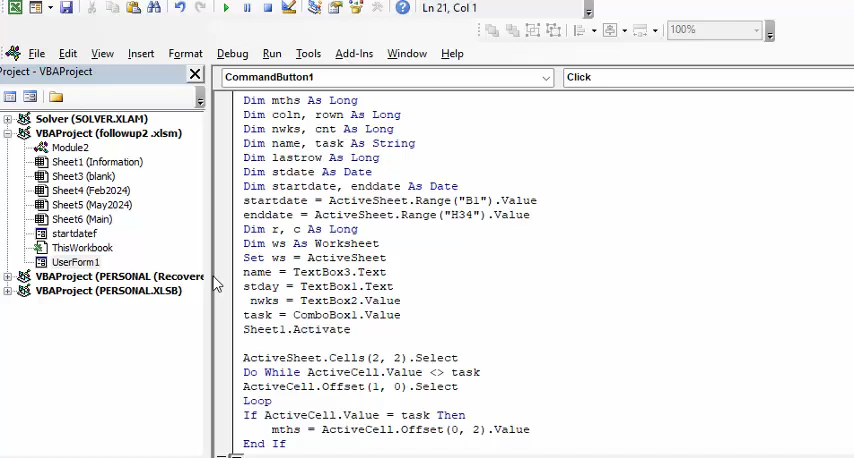 Ln 21, Col 1
100%
File Edit View Insert Format Debug Run Tools Add-Ins Window Help
Project - VBAProject
CommandButton1 Click
Solver (SOLVER.XLAM)
VBAProject (followup2 .xlsm)
Module2
Sheet1 (Information)
Sheet3 (blank)
Sheet4 (Feb2024)
Sheet5 (May2024)
Sheet6 (Main)
startdatef
ThisWorkbook
UserForm1
VBAProject (PERSONAL (Recovere
VBAProject (PERSONAL.XLSB)
Dim mths As Long
Dim coln, rown As Long
Dim nwks, cnt As Long
Dim name, task As String
Dim lastrow As Long
Dim stdate As Date
Dim startdate, enddate As Date
startdate = ActiveSheet.Range("B1").Value
enddate = ActiveSheet.Range("H34").Value
Dim r, c As Long
Dim ws As Worksheet
Set ws = ActiveSheet
name = TextBox3.Text
stday = TextBox1.Text
nwks = TextBox2.Value
task = ComboBox1.Value
Sheet1.Activate
ActiveSheet.Cells(2, 2).Select
Do While ActiveCell.Value <> task
ActiveCell.Offset(1, 0).Select
Loop
If ActiveCell.Value = task Then
mths = ActiveCell.Offset(0, 2).Value
End If